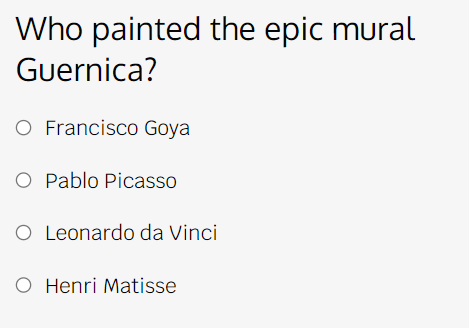 Who painted the epic mural
Guernica?
Francisco Goya
Pablo Picasso
Leonardo da Vinci
Henri Matisse